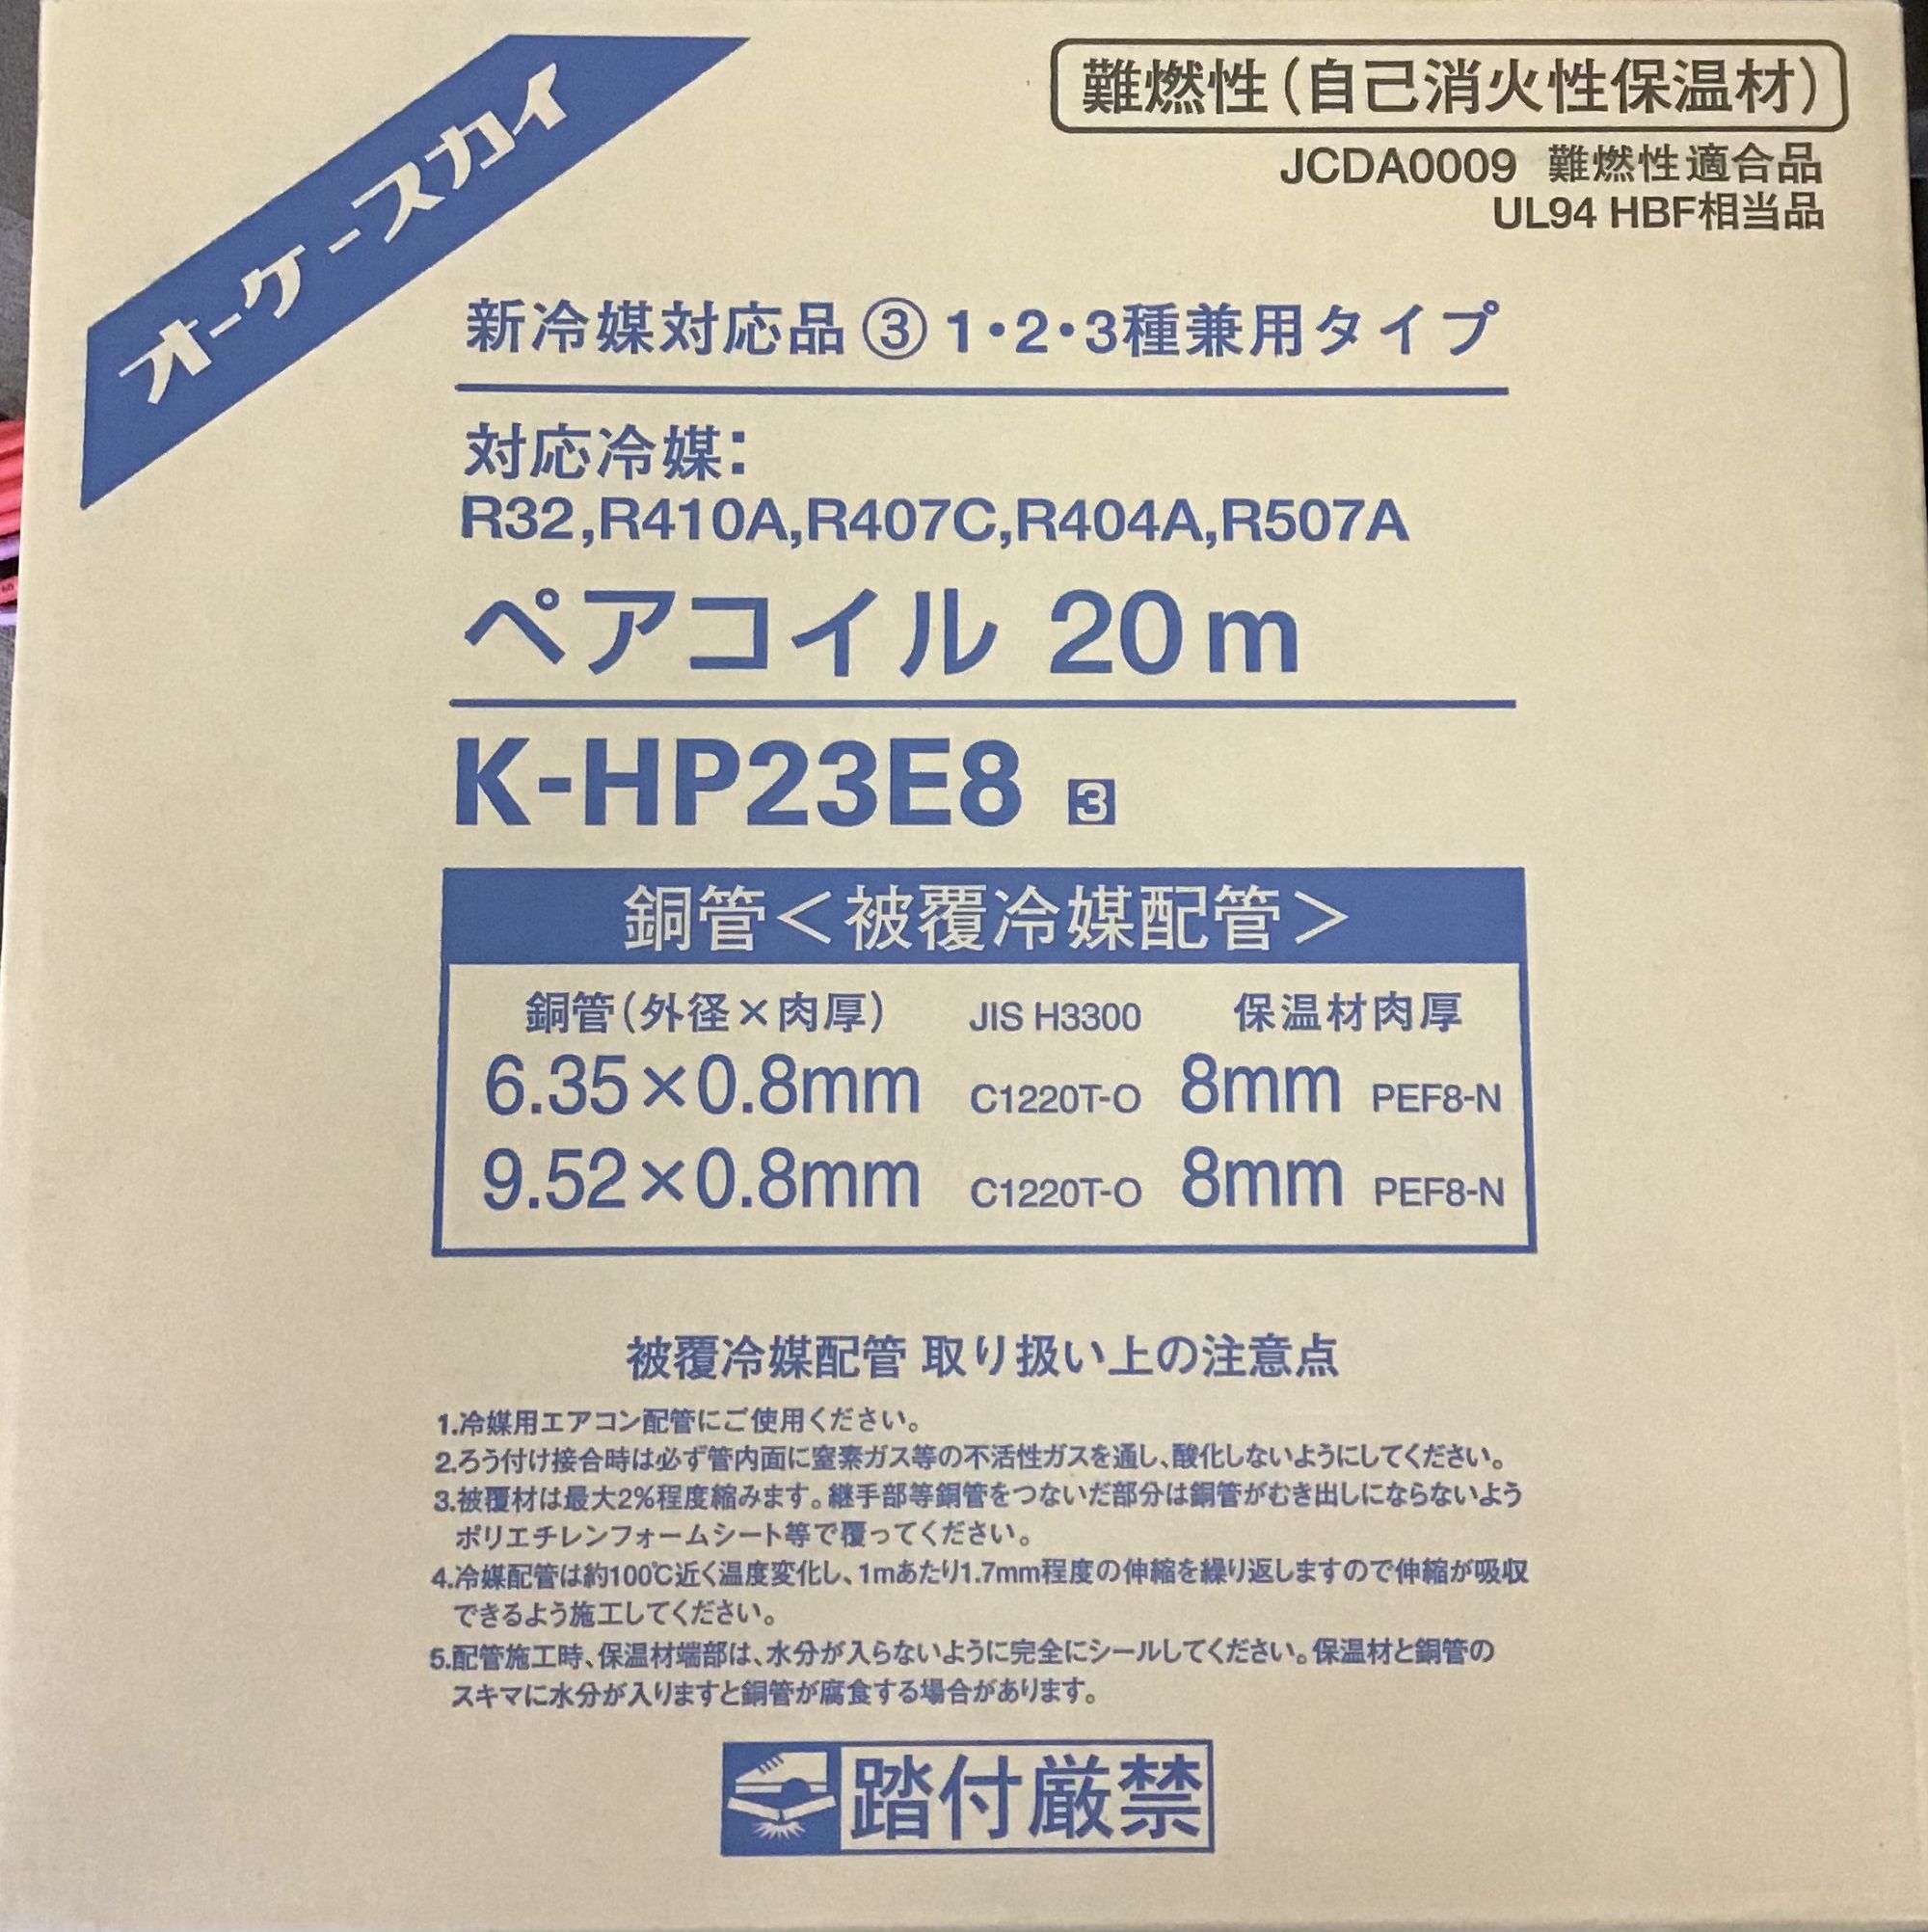 オーケースカイ
難燃性(自己消火性保温材)
JCDA0009 難燃性適合品
UL94 HBF相当品
新冷媒対応品③1・2・3種兼用タイプ
対応冷媒:
R32,R410A,R407C,R404A,R507A
ペアコイル 20m
K-HP23E8 3
銅管<被覆冷媒配管>
銅管(外径×肉厚) JIS H3300 保温材肉厚
6.35×0.8mm C1220T-O 8mm PEF8-N
9.52×0.8mm C1220T-O 8mm PEF8-N
被覆冷媒配管 取り扱い上の注意点
1.冷媒用エアコン配管にご使用ください。
2.ろう付け接合時は必ず管内面に窒素ガス等の不活性ガスを通し、酸化しないようにしてください。
3.被覆材は最大2%程度縮みます。継手部等銅管をつないだ部分は銅管がむき出しにならないよう
ポリエチレンフォームシート等で覆ってください。
4.冷媒配管は約100℃近く温度変化し、1mあたり1.7mm程度の伸縮を繰り返しますので伸縮が吸収
できるよう施工してください。
5.配管施工時、保温材端部は、水分が入らないように完全にシールしてください。保温材と銅管の
スキマに水分が入りますと銅管が腐食する場合があります。
踏付厳禁